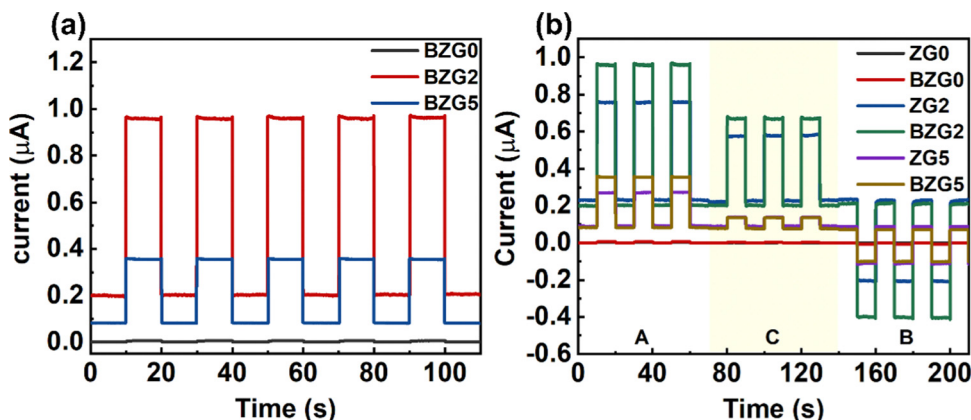 (a)
BZG0
BZG2
BZG5
1.2
1.0
0.8
0.6
0.4
0.2
0.0
current (μA)
0 20 40 60 80 100
Time (s)
(b)
ZG0
BZG0
ZG2
BZG2
ZG5
BZG5
1.0
0.8
0.6
0.4
0.2
0.0
-0.2
-0.4
-0.6
Current (μA)
A C B
0 40 80 120 160 200
Time (s)